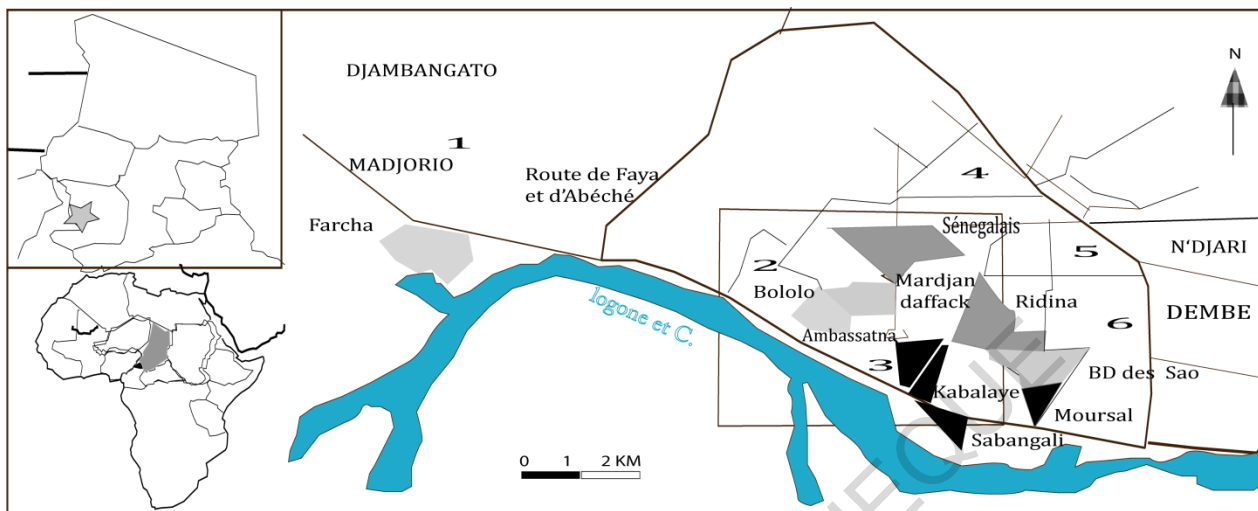 N
DJAMBANGATO
1
MADJORIO
Route de Faya
et d'Abéché
4
Farcha
Sénegalais
5
N'DJARI
2
Bololo
Mardjan
daffack
Ridina
DEMBE
6
logone et C.
Ambassatna
3
BD des Sao
Kabalaye
Moursal
Sabangali
0 1 2 KM
EQUE